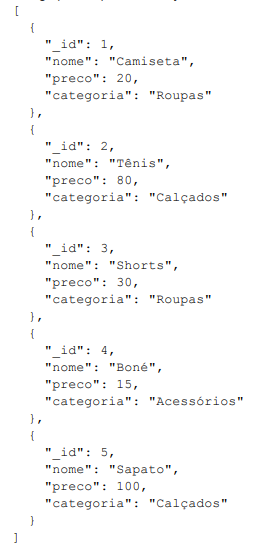 [
{
"_id": 1,
"nome": "Camiseta",
"preco": 20,
"categoria": "Roupas"
},
{
"_id": 2,
"nome": "Tênis",
"preco": 80,
"categoria": "Calçados"
},
{
"_id": 3,
"nome": "Shorts",
"preco": 30,
"categoria": "Roupas"
},
{
"_id": 4,
"nome": "Boné",
"preco": 15,
"categoria": "Acessórios"
},
{
"_id": 5,
"nome": "Sapato",
"preco": 100,
"categoria": "Calçados"
}
]